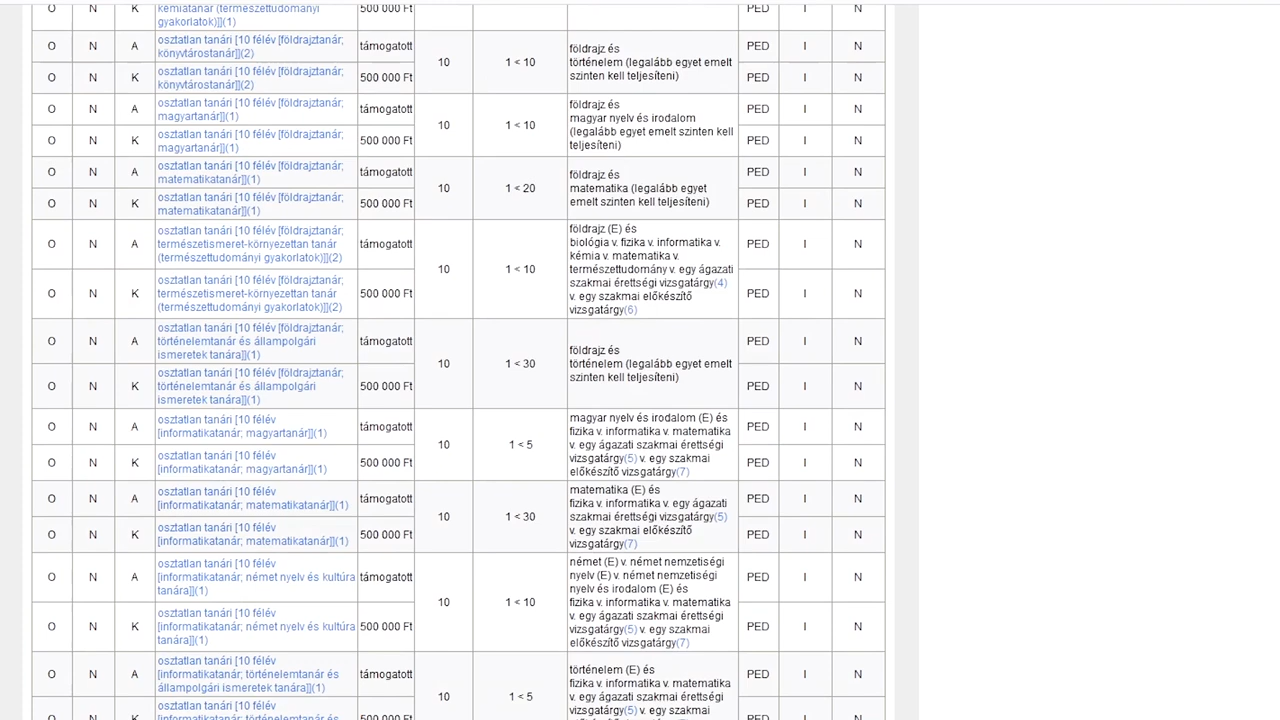 O N K kémiatanár (természettudományi 500 000 Ft PED I N
gyakorlatok)]](1)
O N A osztatlan tanári [10 félév [földrajztanár; támogatott
könyvtárostanár]](2)
10 1 < 10 földrajz és
történelem (legalább egyet emelt
szinten kell teljesíteni) PED I N
O N K osztatlan tanári [10 félév [földrajztanár; 500 000 Ft PED I N
könyvtárostanár]](2)
O N A osztatlan tanári [10 félév [földrajztanár; támogatott
magyartanár]](1)
10 1 < 10 földrajz és
magyar nyelv és irodalom
(legalább egyet emelt szinten kell
teljesíteni) PED I N
O N K osztatlan tanári [10 félév [földrajztanár; 500 000 Ft PED I N
magyartanár]](1)
O N A osztatlan tanári [10 félév [földrajztanár; támogatott
matematikatanár]](1)
10 1 < 20 földrajz és
matematika (legalább egyet
emelt szinten kell teljesíteni) PED I N
O N K osztatlan tanári [10 félév [földrajztanár; 500 000 Ft PED I N
matematikatanár]](1)
O N A osztatlan tanári [10 félév [földrajztanár; támogatott
természetismeret-környezettan tanár
(természettudományi gyakorlatok)]](2)
10 1 < 10 földrajz (E) és
biológia v. fizika v. informatika v.
kémia v. matematika v.
természettudomány v. egy ágazati
szakmai érettségi vizsgatárgy(4)
v. egy szakmai előkészítő
vizsgatárgy(6) PED I N
O N K osztatlan tanári [10 félév [földrajztanár; 500 000 Ft PED I N
természetismeret-környezettan tanár
(természettudományi gyakorlatok)]](2)
O N A osztatlan tanári [10 félév [földrajztanár; támogatott
történelemtanár és állampolgári
ismeretek tanára]](1)
10 1 < 30 földrajz és
történelem (legalább egyet emelt
szinten kell teljesíteni) PED I N
O N K osztatlan tanári [10 félév [földrajztanár; 500 000 Ft PED I N
történelemtanár és állampolgári
ismeretek tanára]](1)
O N A osztatlan tanári [10 félév támogatott
[informatikatanár; magyartanár]](1)
10 1 < 5 magyar nyelv és irodalom (E) és
fizika v. informatika v. matematika
v. egy ágazati szakmai érettségi
vizsgatárgy(5) v. egy szakmai
előkészítő vizsgatárgy(7) PED I N
O N K osztatlan tanári [10 félév 500 000 Ft PED I N
[informatikatanár; magyartanár]](1)
O N A osztatlan tanári [10 félév támogatott
[informatikatanár; matematikatanár]](1)
10 1 < 30 matematika (E) és
fizika v. informatika v. egy ágazati
szakmai érettségi vizsgatárgy(5)
v. egy szakmai előkészítő
vizsgatárgy(7) PED I N
O N K osztatlan tanári [10 félév 500 000 Ft PED I N
[informatikatanár; matematikatanár]](1)
O N A osztatlan tanári [10 félév támogatott
[informatikatanár; német nyelv és kultúra
tanára]](1)
10 1 < 10 német (E) v. német nemzetiségi
nyelv (E) v. német nemzetiségi
nyelv és irodalom (E) és
fizika v. informatika v. matematika
v. egy ágazati szakmai érettségi
vizsgatárgy(5) v. egy szakmai
előkészítő vizsgatárgy(7) PED I N
O N K osztatlan tanári [10 félév 500 000 Ft PED I N
[informatikatanár; német nyelv és kultúra
tanára]](1)
O N A osztatlan tanári [10 félév támogatott
[informatikatanár; történelemtanár és
állampolgári ismeretek tanára]](1)
10 1 < 5 történelem (E) és
fizika v. informatika v. matematika
v. egy ágazati szakmai érettségi
vizsgatárgy(5) v. egy szakmai PED I N
O N K osztatlan tanári [10 félév 500 000 Ft PED I N
[informatikatanár; történelemtanár és